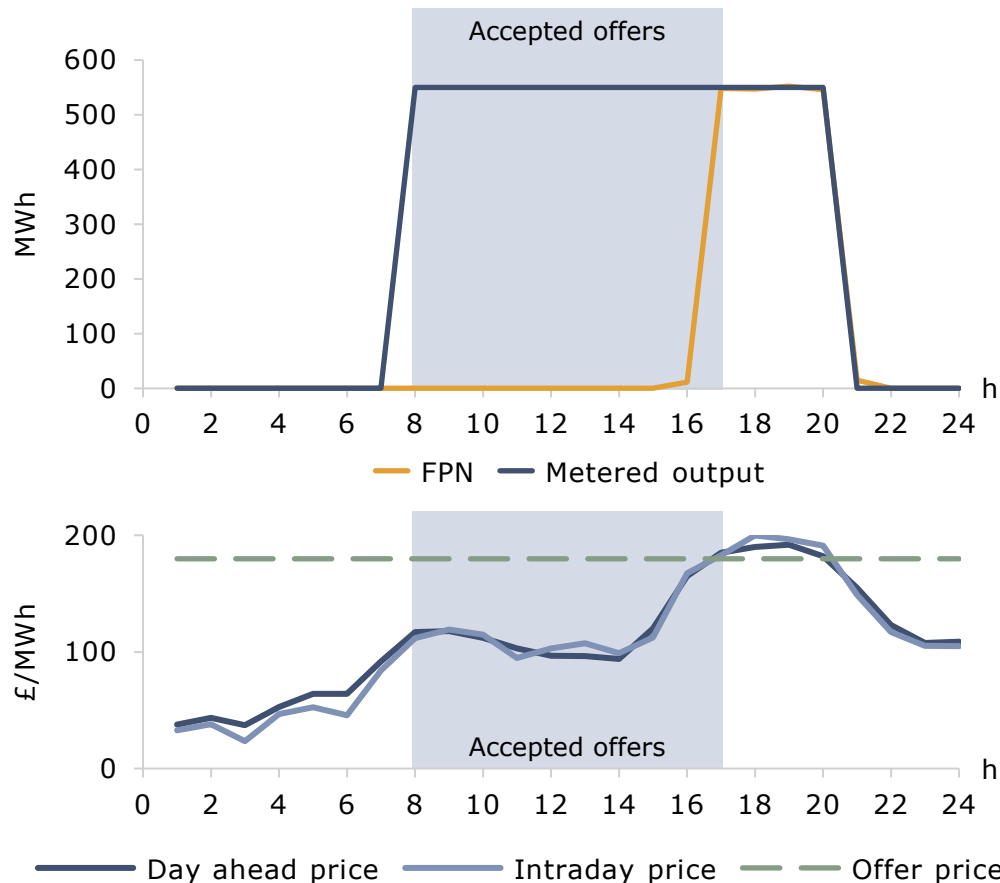 Accepted offers
600
500
400
300
200
100
0
MWh
0 2 4 6 8 10 12 14 16 18 20 22 24 h
FPN Metered output
200
100
0
£/MWh
Accepted offers
0 2 4 6 8 10 12 14 16 18 20 22 24 h
Day ahead price Intraday price Offer price